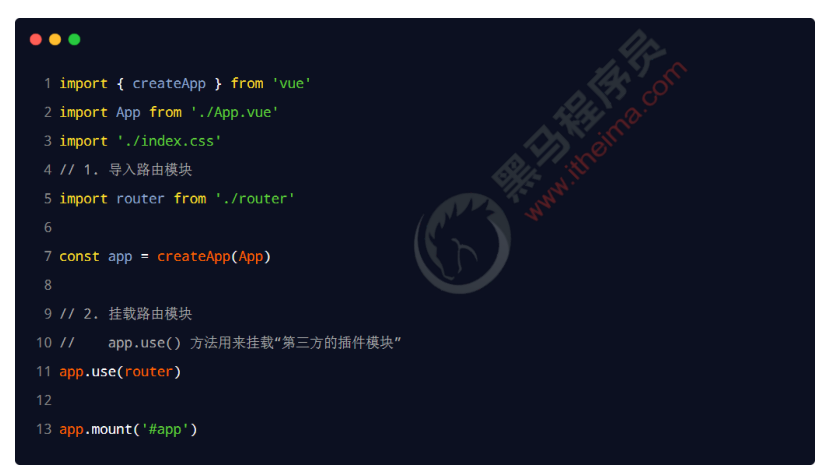 1 import { createApp } from 'vue'
2 import App from './App.vue'
3 import './index.css'
4 // 1. 导入路由模块
5 import router from './router'
6
7 const app = createApp(App)
8
9 // 2. 挂载路由模块
10 //    app.use() 方法用来挂载“第三方的插件模块”
11 app.use(router)
12
13 app.mount('#app')
黑马程序员
www.itheima.com